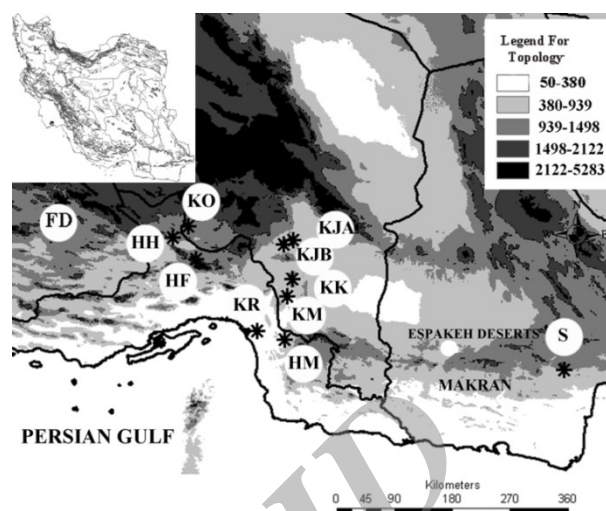 Legend For
Topology
50-380
380-939
939-1498
1498-2122
2122-5283
FD
KO
HH
KJA
KJB
HF
KK
KR
KM
HM
ESPAKEH DESERTS
S
MAKRAN
PERSIAN GULF
Kilometers
0 45 90 180 270 360